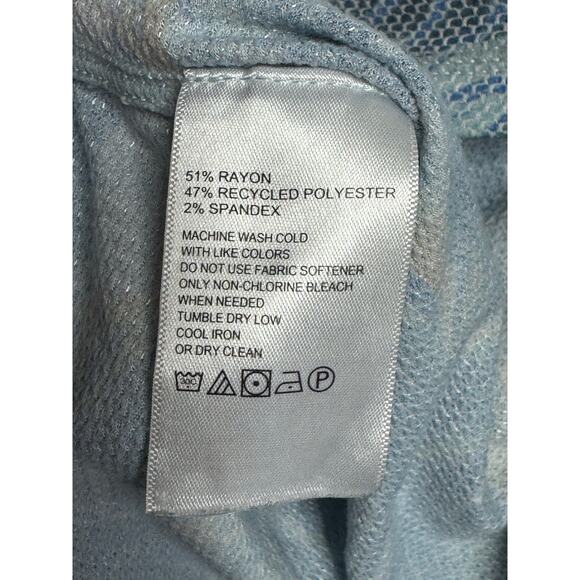 51% RAYON
47% RECYCLED POLYESTER
2% SPANDEX
MACHINE WASH COLD
WITH LIKE COLORS
DO NOT USE FABRIC SOFTENER
ONLY NON-CHLORINE BLEACH
WHEN NEEDED
TUMBLE DRY LOW
COOL IRON
OR DRY CLEAN
30C P